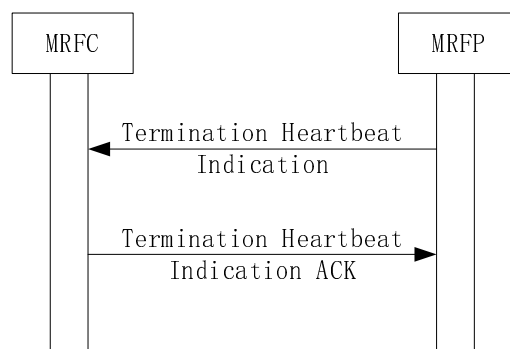 MRFC
MRFP
Termination Heartbeat
Indication
Termination Heartbeat
Indication ACK